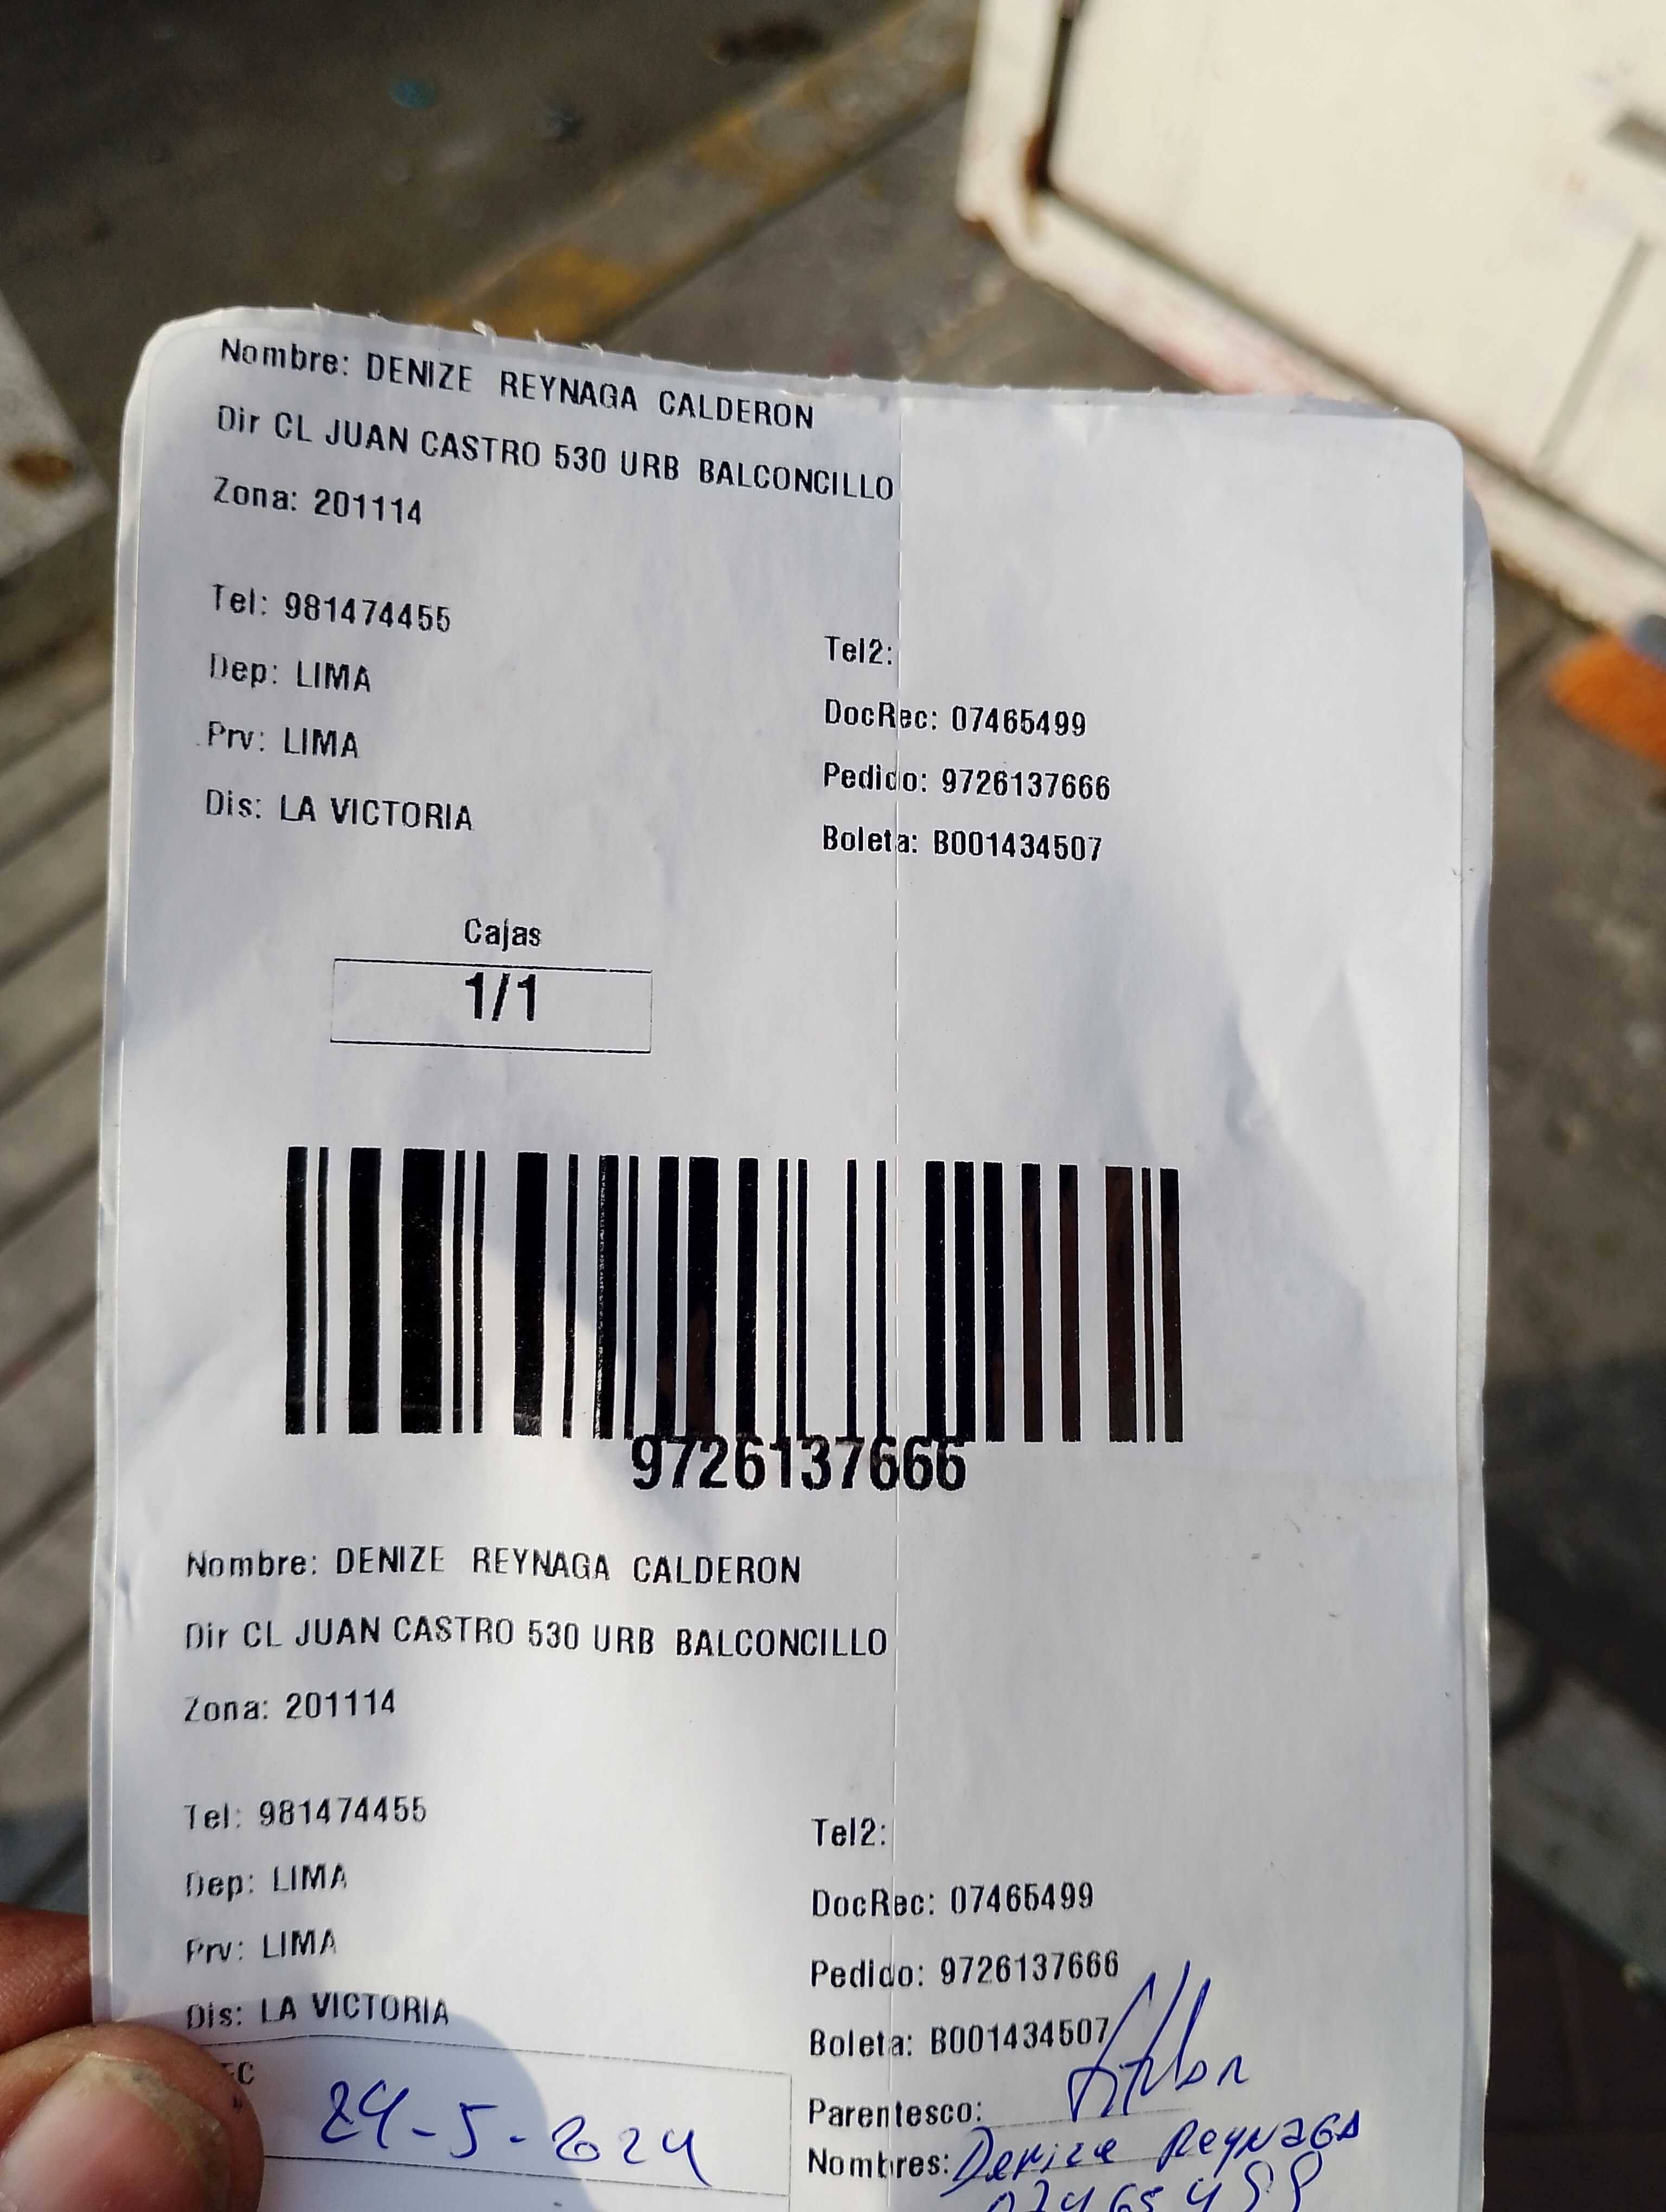 Nombre: DENIZE REYNAGA CALDERON
Dir CL JUAN CASTRO 530 URB BALCONCILLO
Zona: 201114
Tel: 981474455
Tel2:
Dep: LIMA
DocRec: 07465499
Prv: LIMA
Pedido: 9726137666
Dis: LA VICTORIA
Boleta: B001434507
Cajas
1/1
9726137666
Nombre: DENIZE REYNAGA CALDERON
Dir CL JUAN CASTRO 530 URB BALCONCILLO
Zona: 201114
Tel: 981474455
Tel2:
Dep: LIMA
DocRec: 07465499
Prv: LIMA
Pedido: 9726137666
Dis: LA VICTORIA
Boleta: B001434507
24-5-2024
Parentesco:
Nombres: Denize Reynaga
07465499